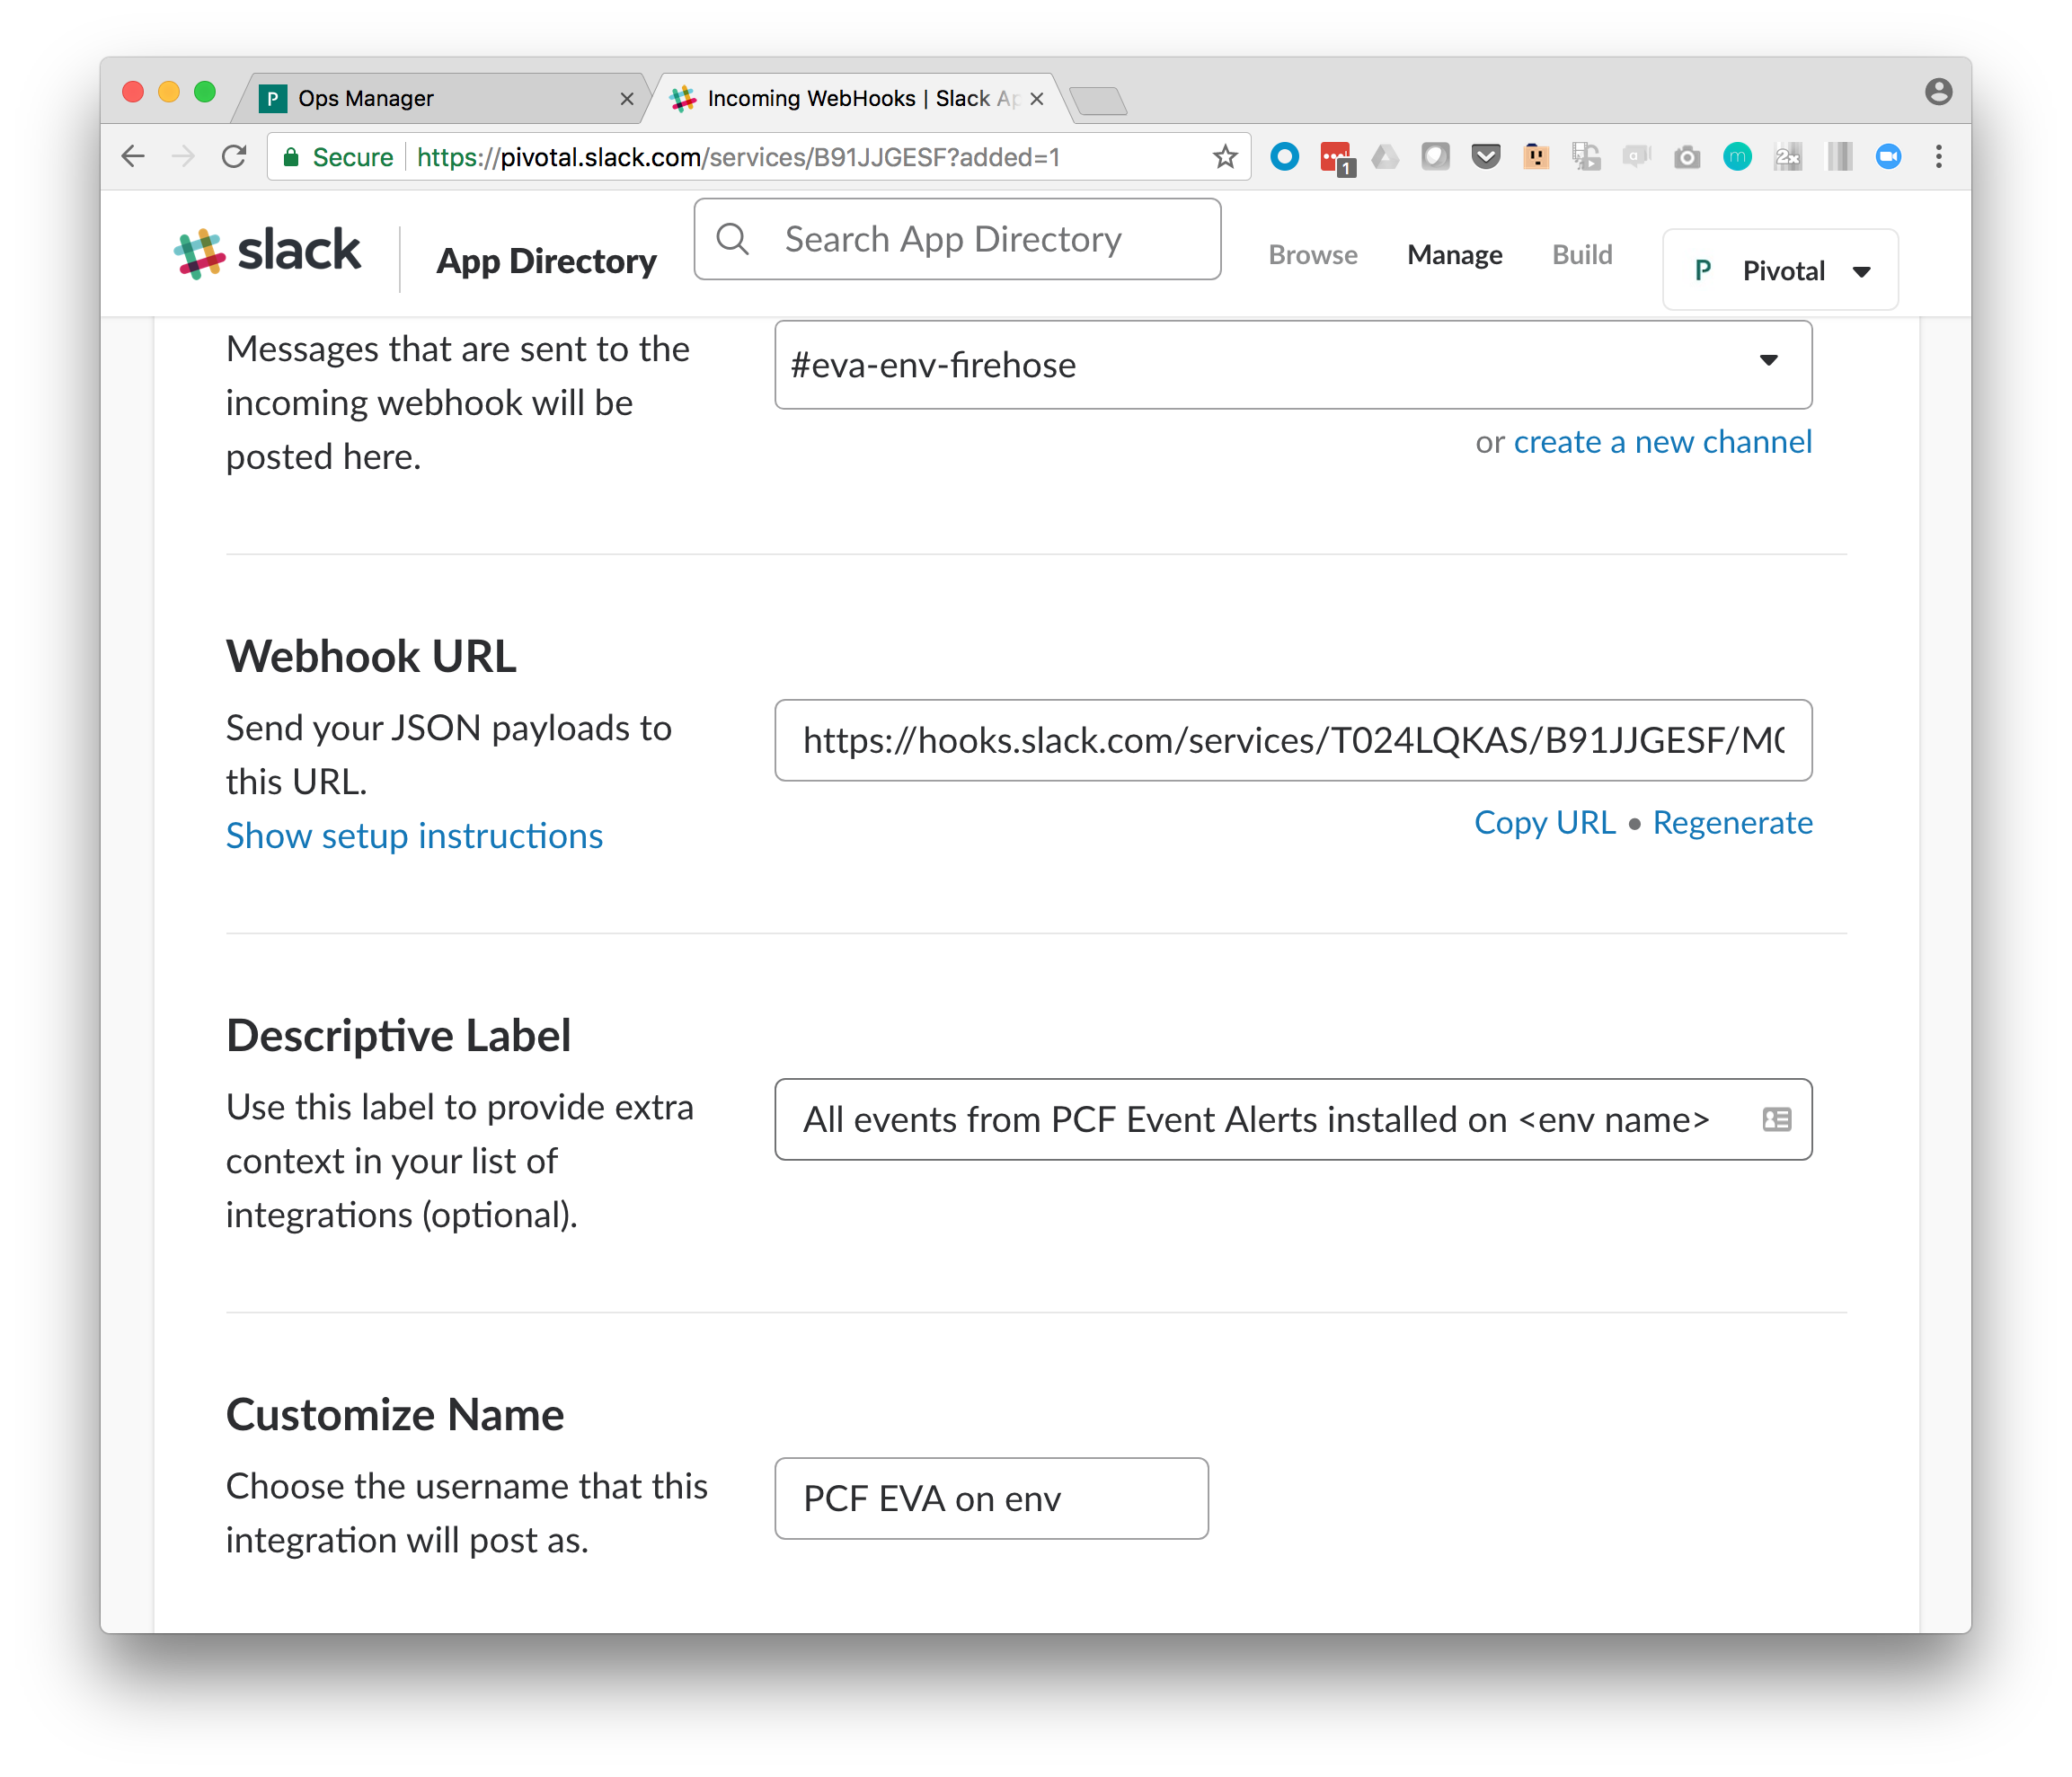 Ops Manager
Incoming WebHooks | Slack Ap
Secure https://pivotal.slack.com/services/B91JJGESF?added=1
1
m
2x
slack App Directory
Search App Directory
Browse Manage Build
P Pivotal
Messages that are sent to the
incoming webhook will be
posted here.
#eva-env-firehose
or create a new channel
Webhook URL
Send your JSON payloads to
this URL.
Show setup instructions
https://hooks.slack.com/services/T024LQKAS/B91JJGESF/M
Copy URL • Regenerate
Descriptive Label
Use this label to provide extra
context in your list of
integrations (optional).
All events from PCF Event Alerts installed on <env name>
Customize Name
Choose the username that this
integration will post as.
PCF EVA on env